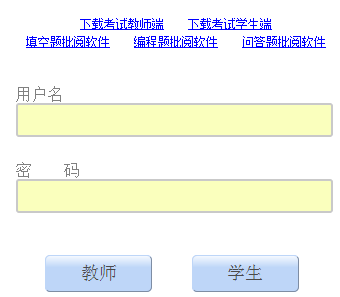 下载考试教师端 下载考试学生端
填空题批阅软件 编程题批阅软件 问答题批阅软件
用户名
密 码
教师 学生